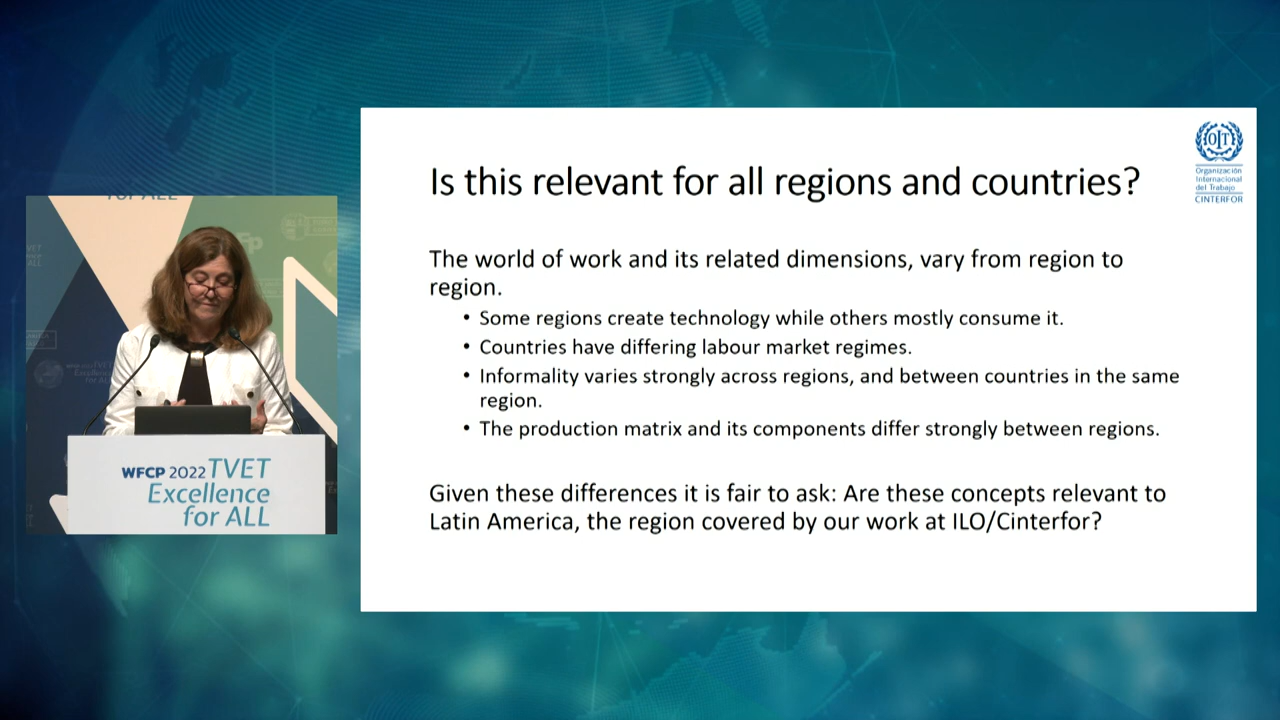 Is this relevant for all regions and countries?
OIT
Organización
Internacional
del Trabajo
CINTERFOR
The world of work and its related dimensions, vary from region to
region.
• Some regions create technology while others mostly consume it.
• Countries have differing labour market regimes.
• Informality varies strongly across regions, and between countries in the same
region.
• The production matrix and its components differ strongly between regions.
Given these differences it is fair to ask: Are these concepts relevant to
Latin America, the region covered by our work at ILO/Cinterfor?
for ALL
WFCP 2022 TVET
Excellence
for ALL